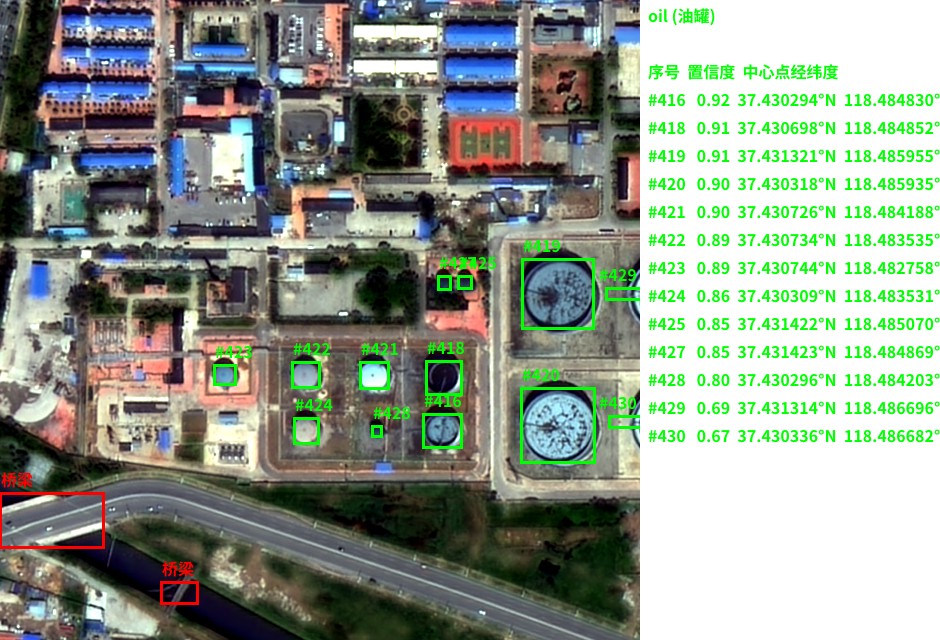 oil (油罐)
序号 置信度 中心点经纬度
#416 0.92 37.430294°N 118.484830°
#418 0.91 37.430698°N 118.484852°
#419 0.91 37.431321°N 118.485955°
#420 0.90 37.430318°N 118.485935°
#421 0.90 37.430726°N 118.484188°
#422 0.89 37.430734°N 118.483535°
#423 0.89 37.430744°N 118.482758°
#424 0.86 37.430309°N 118.483531°
#425 0.85 37.431422°N 118.485070°
#427 0.85 37.431423°N 118.484869°
#428 0.80 37.430296°N 118.484203°
#429 0.69 37.431314°N 118.486696°
#430 0.67 37.430336°N 118.486682°
#419
#429
#423
#422
#421
#418
#420
#424
#428
#416
#430
桥梁
桥梁